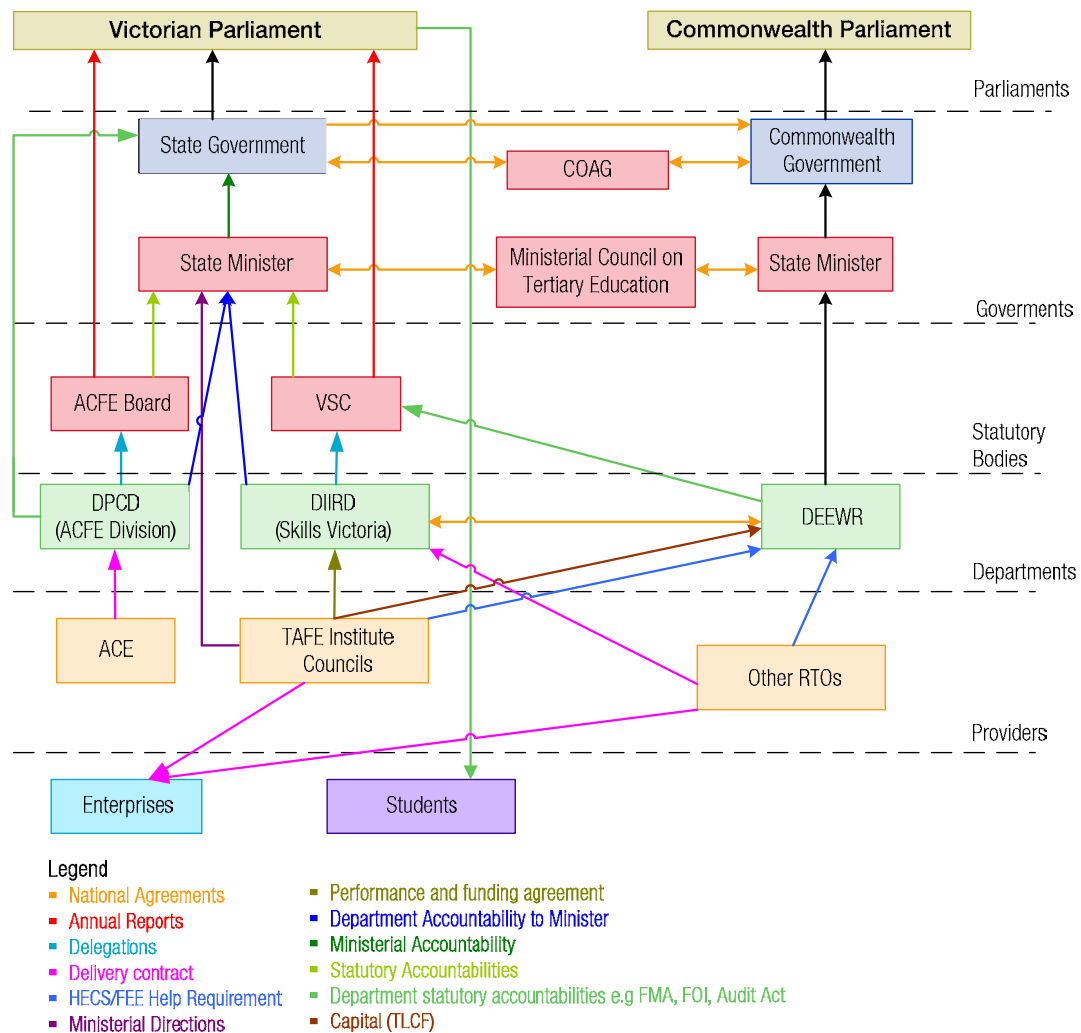 Victorian Parliament
Commonwealth Parliament
Parliaments
State Government
Commonwealth
Government
COAG
State Minister
Ministerial Council on
Tertiary Education
State Minister
Goverments
ACFE Board
VSC
Statutory
Bodies
DPCD
(ACFE Division)
DIIRD
(Skills Victoria)
DEEWR
Departments
ACE
TAFE Institute
Councils
Other RTOs
Providers
Enterprises
Students
Legend
National Agreements
Annual Reports
Delegations
Delivery contract
HECS/FEE Help Requirement
Ministerial Directions
Performance and funding agreement
Department Accountability to Minister
Ministerial Accountability
Statutory Accountabilities
Department statutory accountabilities e.g FMA, FOI, Audit Act
Capital (TLCF)